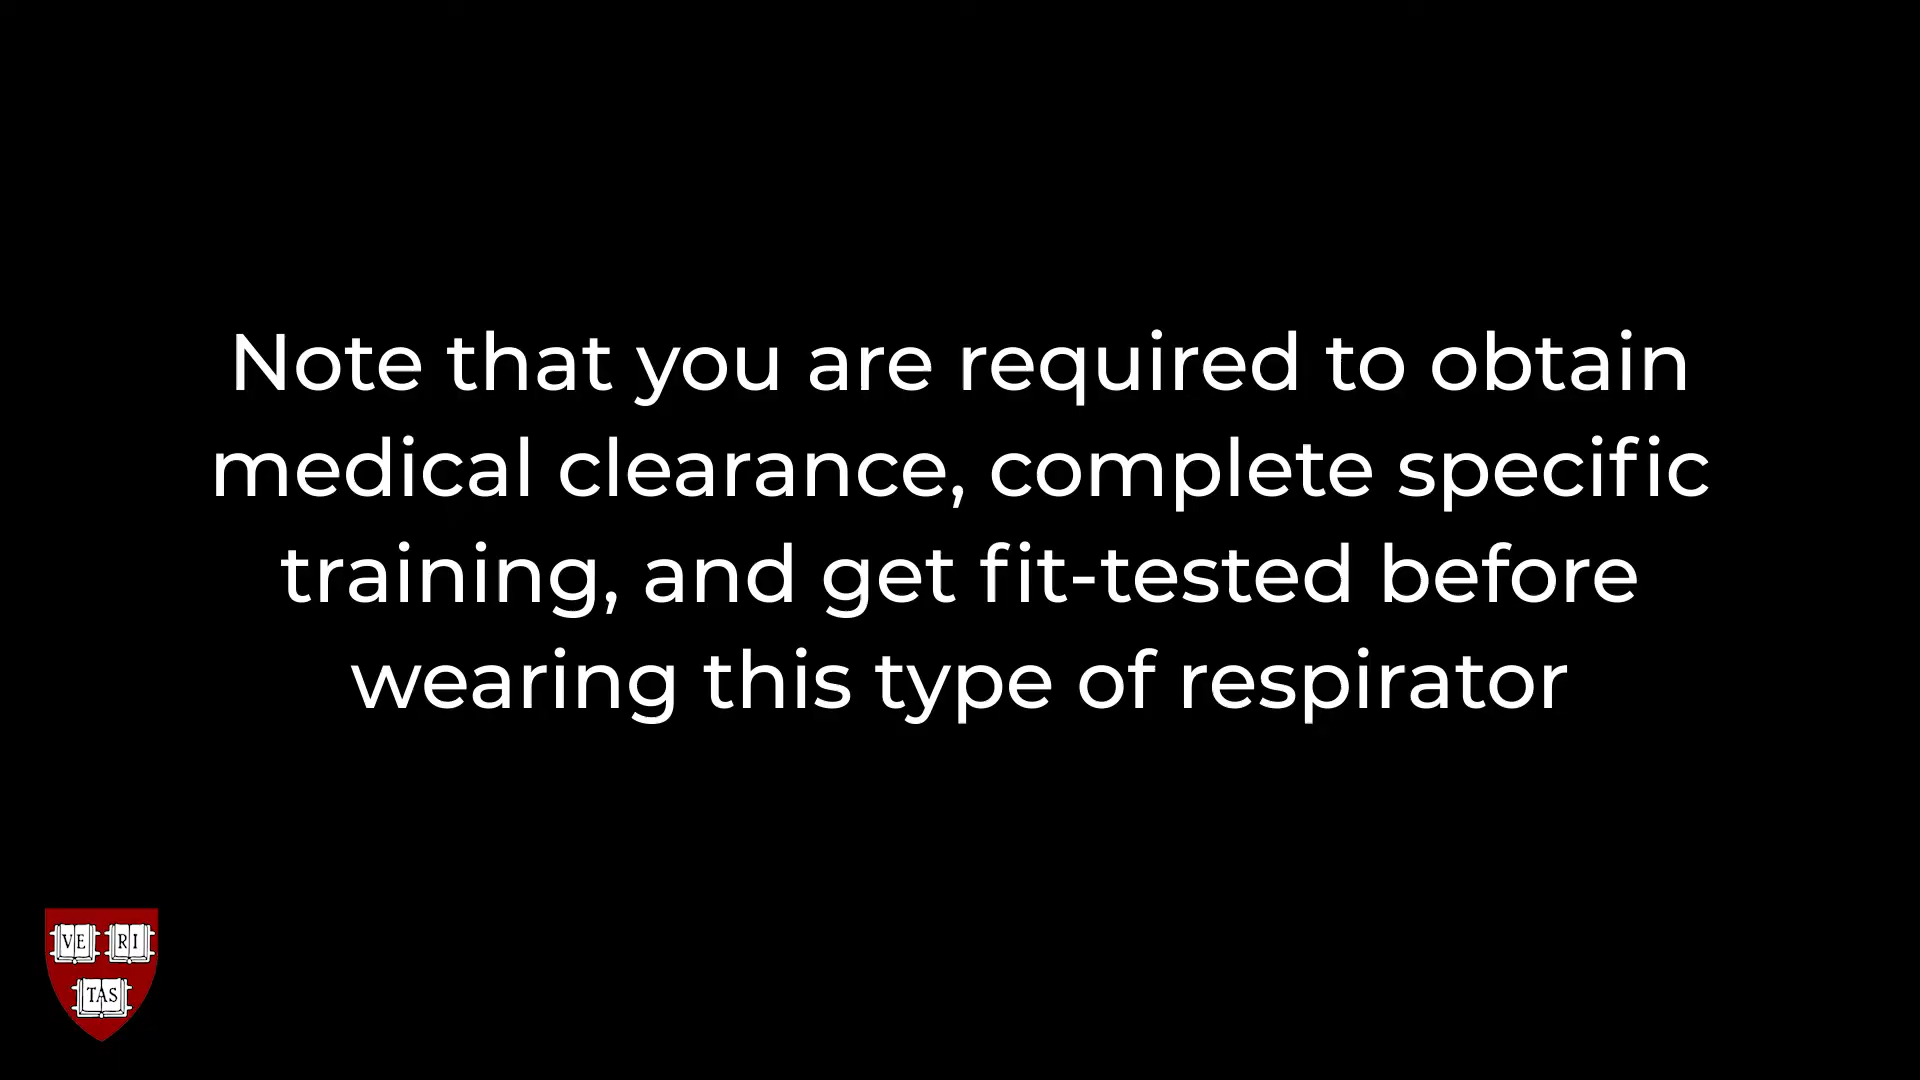 Note that you are required to obtain
medical clearance, complete specific
training, and get fit-tested before
wearing this type of respirator
VE RI
TAS